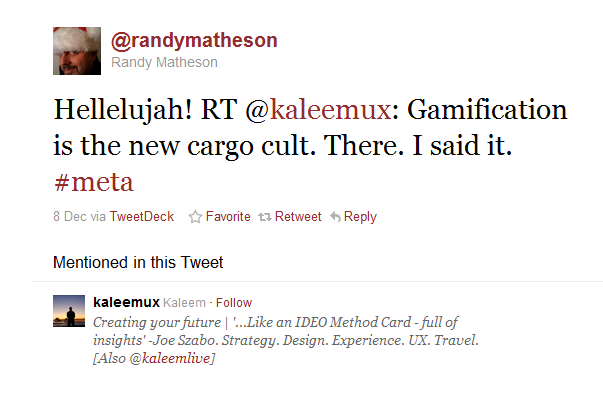 @randymatheson
Randy Matheson
Hellelujah! RT @kaleemux: Gamification
is the new cargo cult. There. I said it.
#meta
8 Dec via TweetDeck Favorite Retweet Reply
Mentioned in this Tweet
kaleemux Kaleem · Follow
Creating your future | '...Like an IDEO Method Card - full of
insights' -Joe Szabo. Strategy. Design. Experience. UX. Travel.
[Also @kaleemlive]